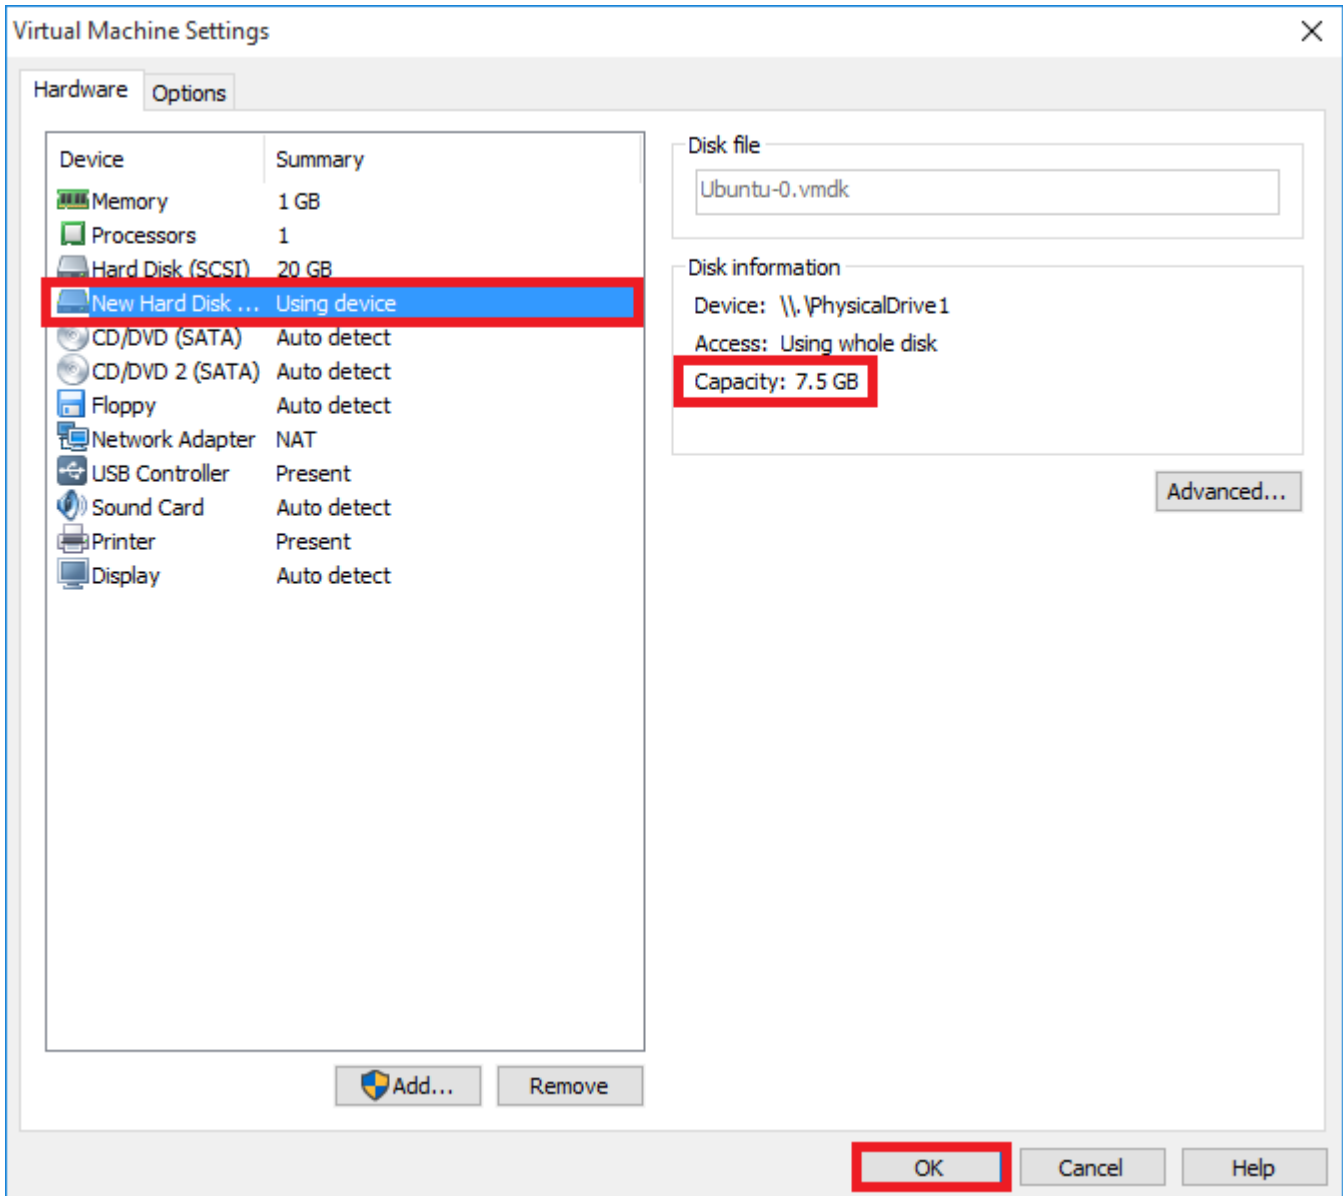 Virtual Machine Settings
Hardware Options
Device Summary
Memory 1 GB
Processors 1
Hard Disk (SCSI) 20 GB
New Hard Disk ... Using device
CD/DVD (SATA) Auto detect
CD/DVD 2 (SATA) Auto detect
Floppy Auto detect
Network Adapter NAT
USB Controller Present
Sound Card Auto detect
Printer Present
Display Auto detect
Add... Remove
Disk file
Ubuntu-0.vmdk
Disk information
Device: \\.\PhysicalDrive1
Access: Using whole disk
Capacity: 7.5 GB
Advanced...
OK Cancel Help